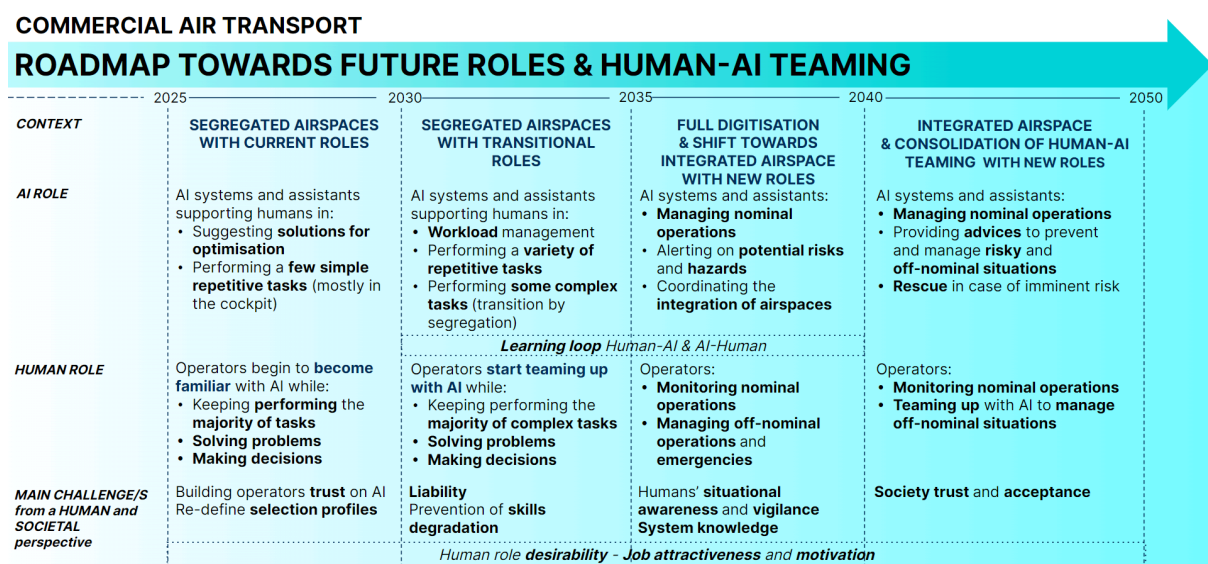 COMMERCIAL AIR TRANSPORT
ROADMAP TOWARDS FUTURE ROLES & HUMAN-AI TEAMING
2025
2030
2035
2040
2050
CONTEXT
SEGREGATED AIRSPACES
WITH CURRENT ROLES
SEGREGATED AIRSPACES
WITH TRANSITIONAL
ROLES
FULL DIGITISATION
& SHIFT TOWARDS
INTEGRATED AIRSPACE
WITH NEW ROLES
INTEGRATED AIRSPACE
& CONSOLIDATION OF HUMAN-AI
TEAMING WITH NEW ROLES
AI ROLE
AI systems and assistants
supporting humans in:
• Suggesting solutions for
optimisation
• Performing a few simple
repetitive tasks (mostly in
the cockpit)
AI systems and assistants
supporting humans in:
• Workload management
• Performing a variety of
repetitive tasks
• Performing some complex
tasks (transition by
segregation)
AI systems and assistants:
• Managing nominal
operations
• Alerting on potential risks
and hazards
• Coordinating the
integration of airspaces
AI systems and assistants:
• Managing nominal operations
• Providing advices to prevent
and manage risky and
off-nominal situations
• Rescue in case of imminent risk
Learning loop Human-AI & AI-Human
HUMAN ROLE
Operators begin to become
familiar with AI while:
• Keeping performing the
majority of tasks
• Solving problems
• Making decisions
Operators start teaming up
with AI while:
• Keeping performing the
majority of complex tasks
• Solving problems
• Making decisions
Operators:
• Monitoring nominal
operations
• Managing off-nominal
operations and
emergencies
Operators:
• Monitoring nominal operations
• Teaming up with AI to manage
off-nominal situations
MAIN CHALLENGE/S
from a HUMAN and
SOCIETAL
perspective
Building operators trust on AI
Re-define selection profiles
Liability
Prevention of skills
degradation
Humans' situational
awareness and vigilance
System knowledge
Society trust and acceptance
Human role desirability - Job attractiveness and motivation